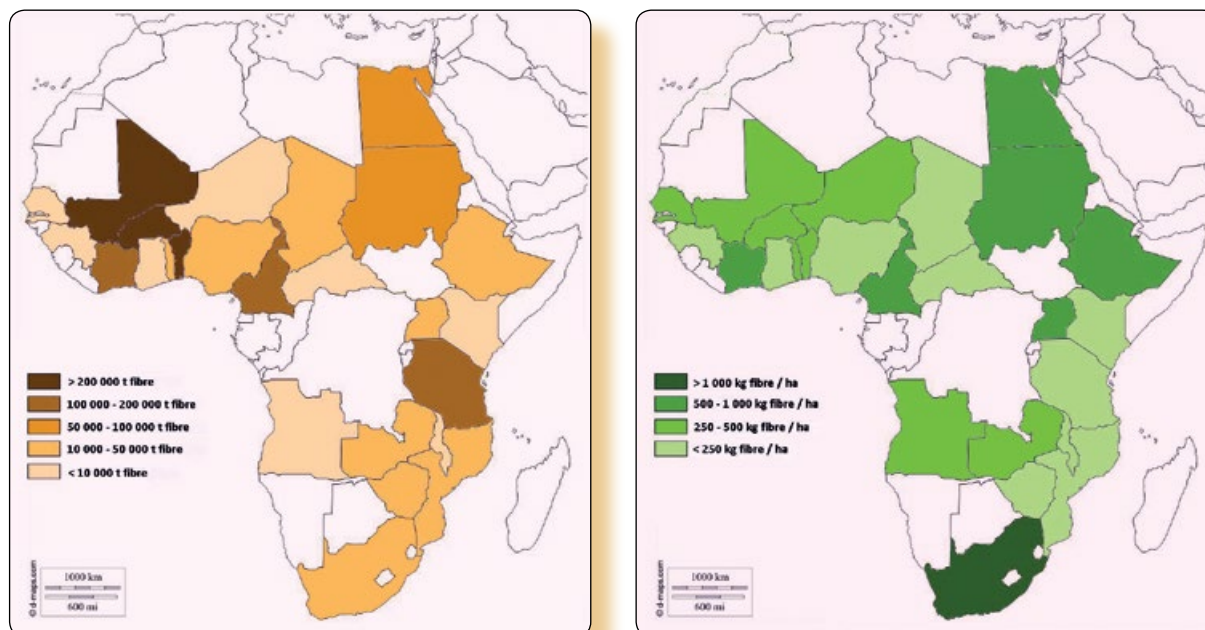 > 200 000 t fibre
100 000 - 200 000 t fibre
50 000 - 100 000 t fibre
10 000 - 50 000 t fibre
< 10 000 t fibre
1000 km
600 mi
© d-maps.com
> 1 000 kg fibre / ha
500 - 1 000 kg fibre / ha
250 - 500 kg fibre / ha
< 250 kg fibre / ha
1000 km
600 mi
© d-maps.com